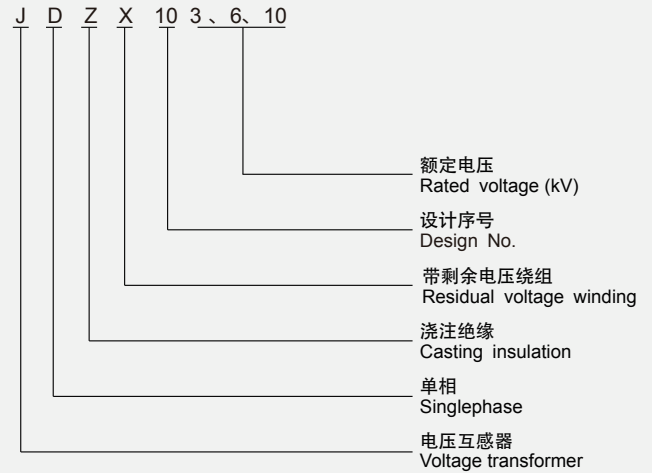 J D Z X 10 3、6、10
额定电压
Rated voltage (kV)
设计序号
Design No.
带剩余电压绕组
Residual voltage winding
浇注绝缘
Casting insulation
单相
Singlephase
电压互感器
Voltage transformer